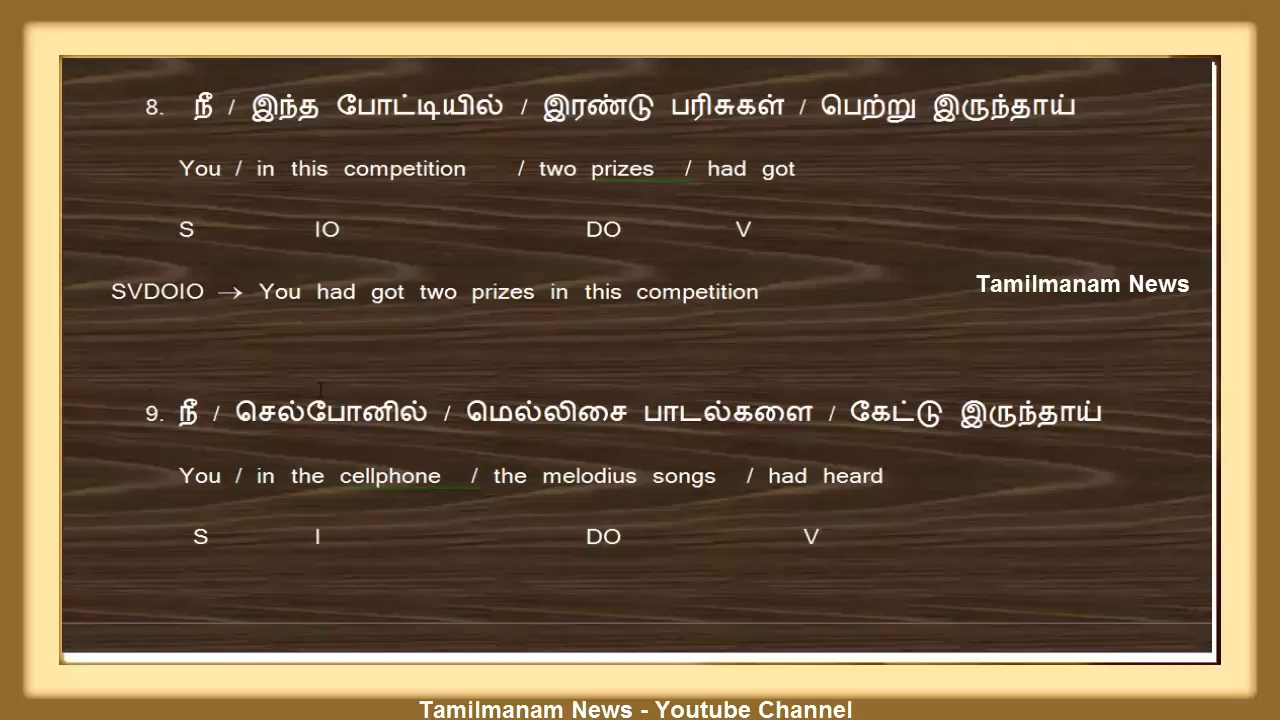 8. நீ / இந்த போட்டியில் / இரண்டு பரிசுகள் / பெற்று இருந்தாய்
You / in this competition / two prizes / had got
S IO DO V
SVDOIO → You had got two prizes in this competition
Tamilmanam News
9. நீ / செல்போனில் / மெல்லிசை பாடல்களை / கேட்டு இருந்தாய்
You / in the cellphone / the melodius songs / had heard
S I DO V
Tamilmanam News - Youtube Channel